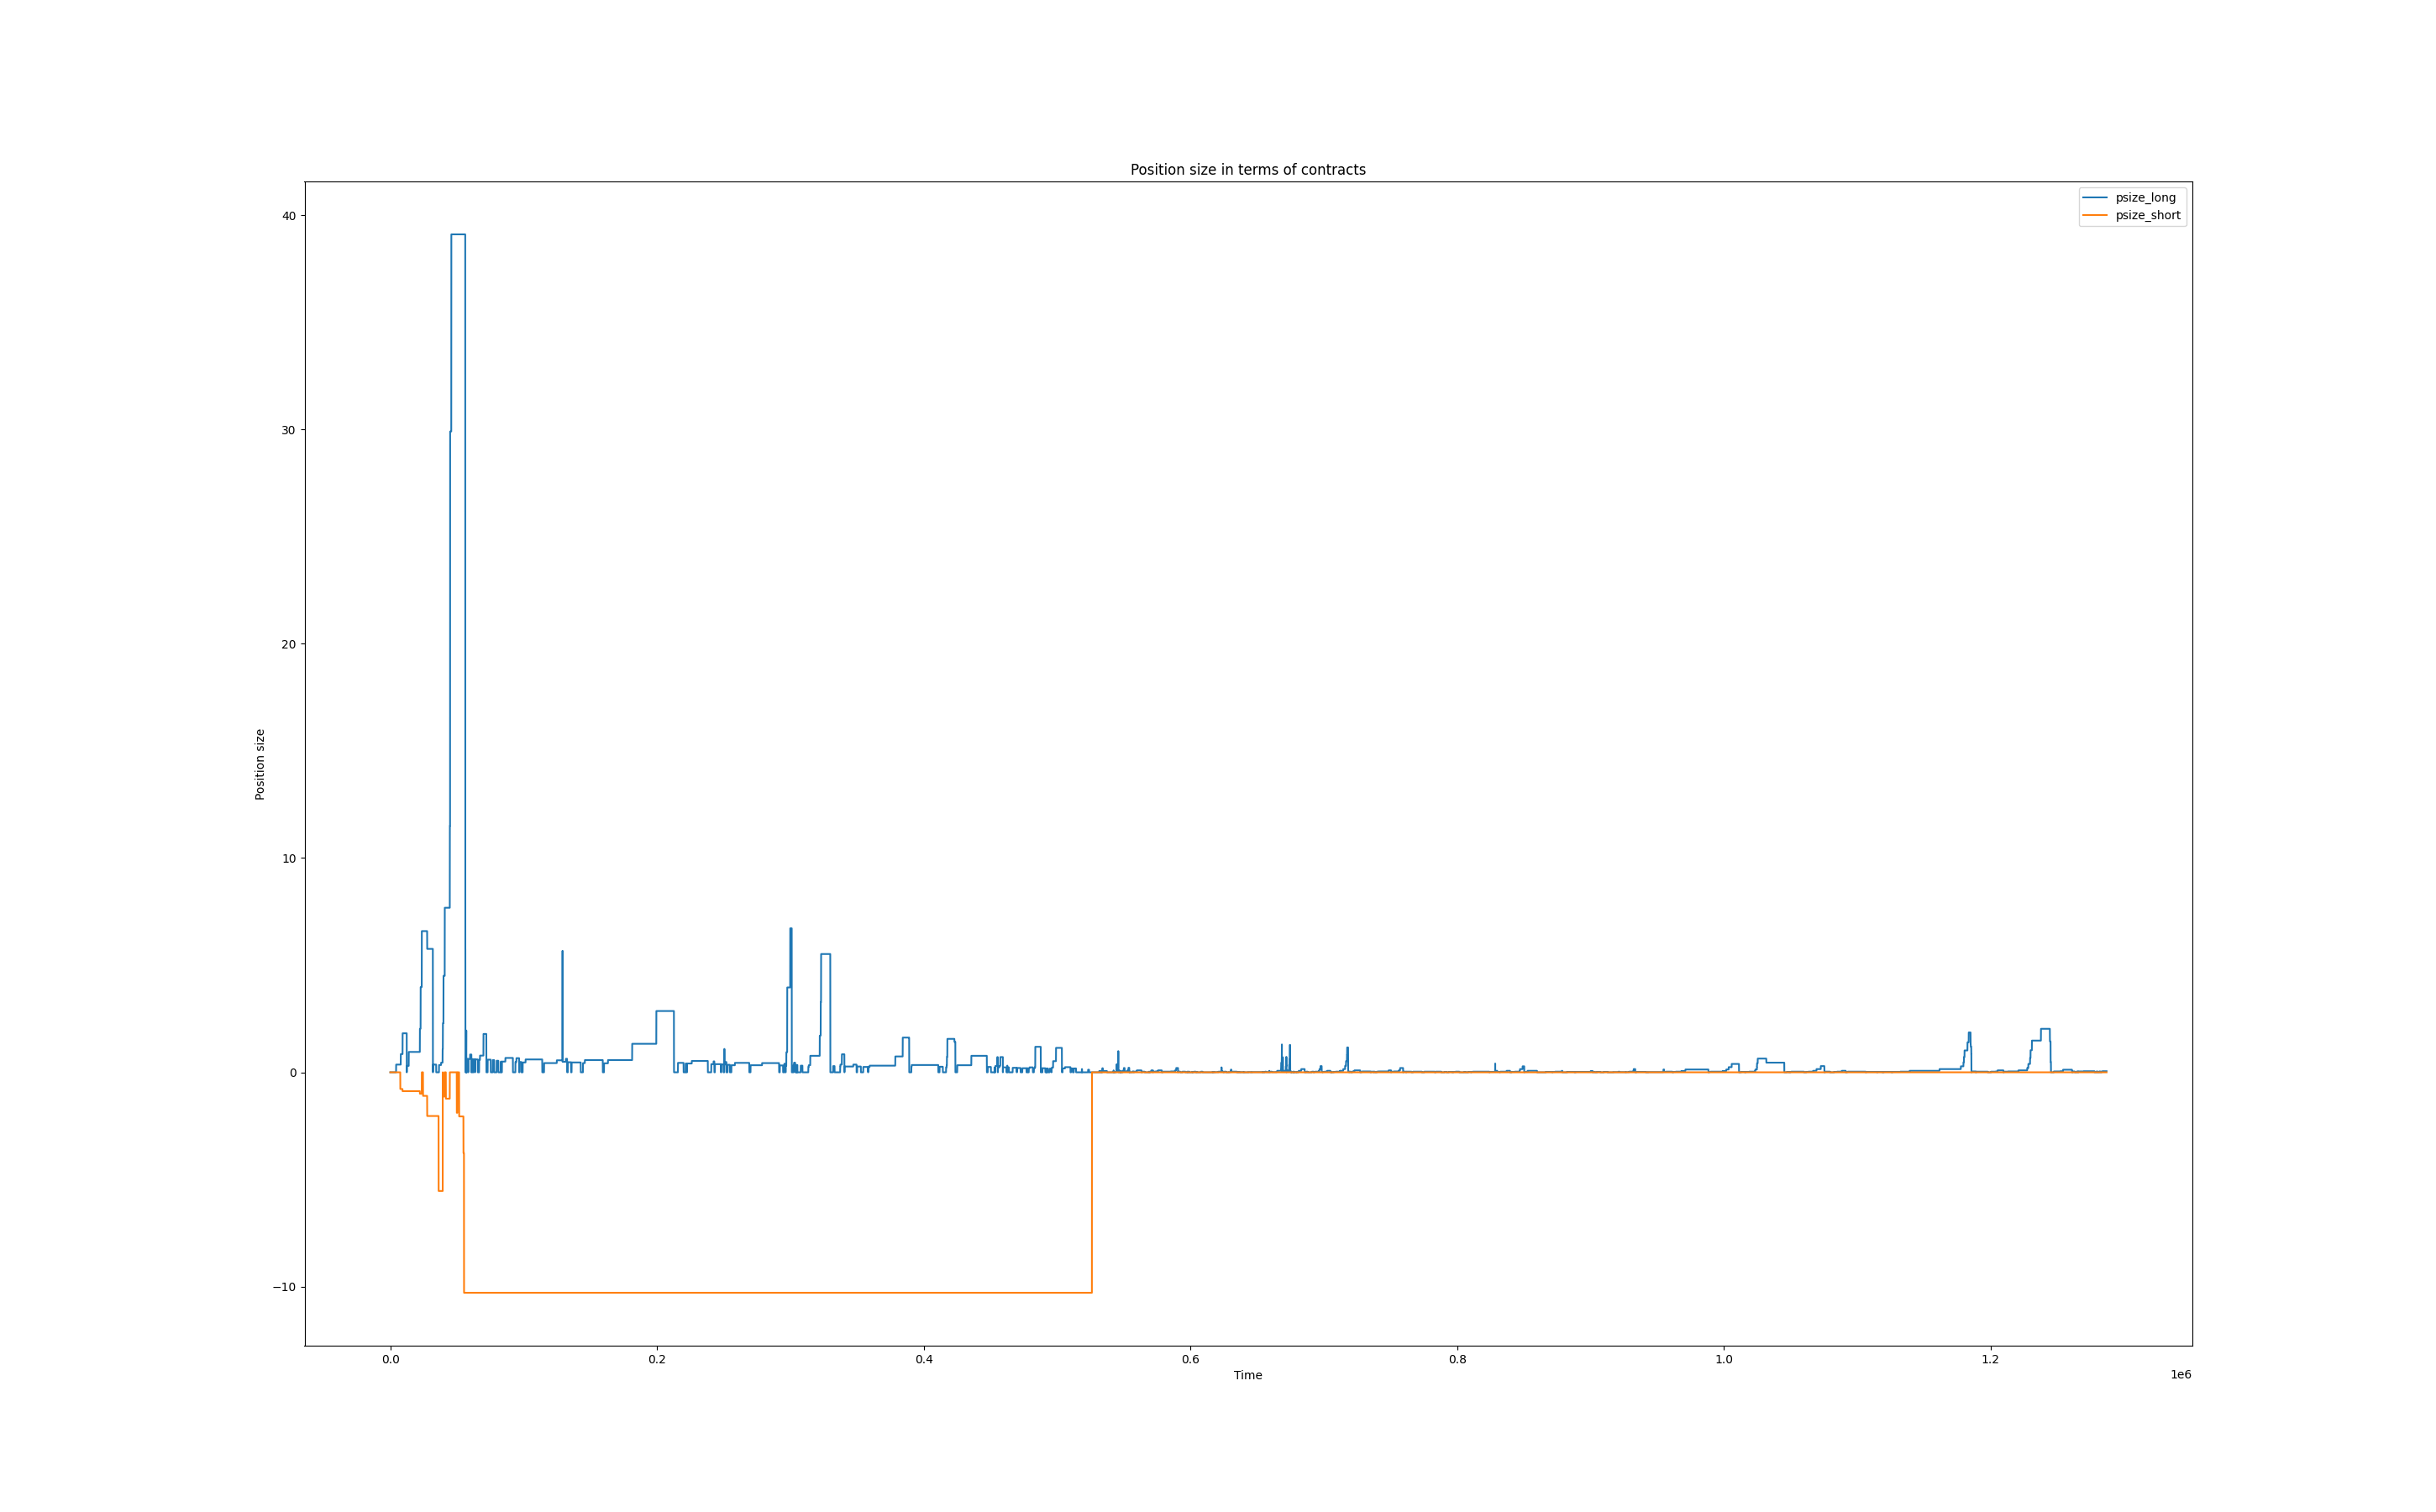 Position size in terms of contracts
psize_long
psize_short
40
30
20
10
0
−10
Position size
0.0
0.2
0.4
0.6
0.8
1.0
1.2
1e6
Time